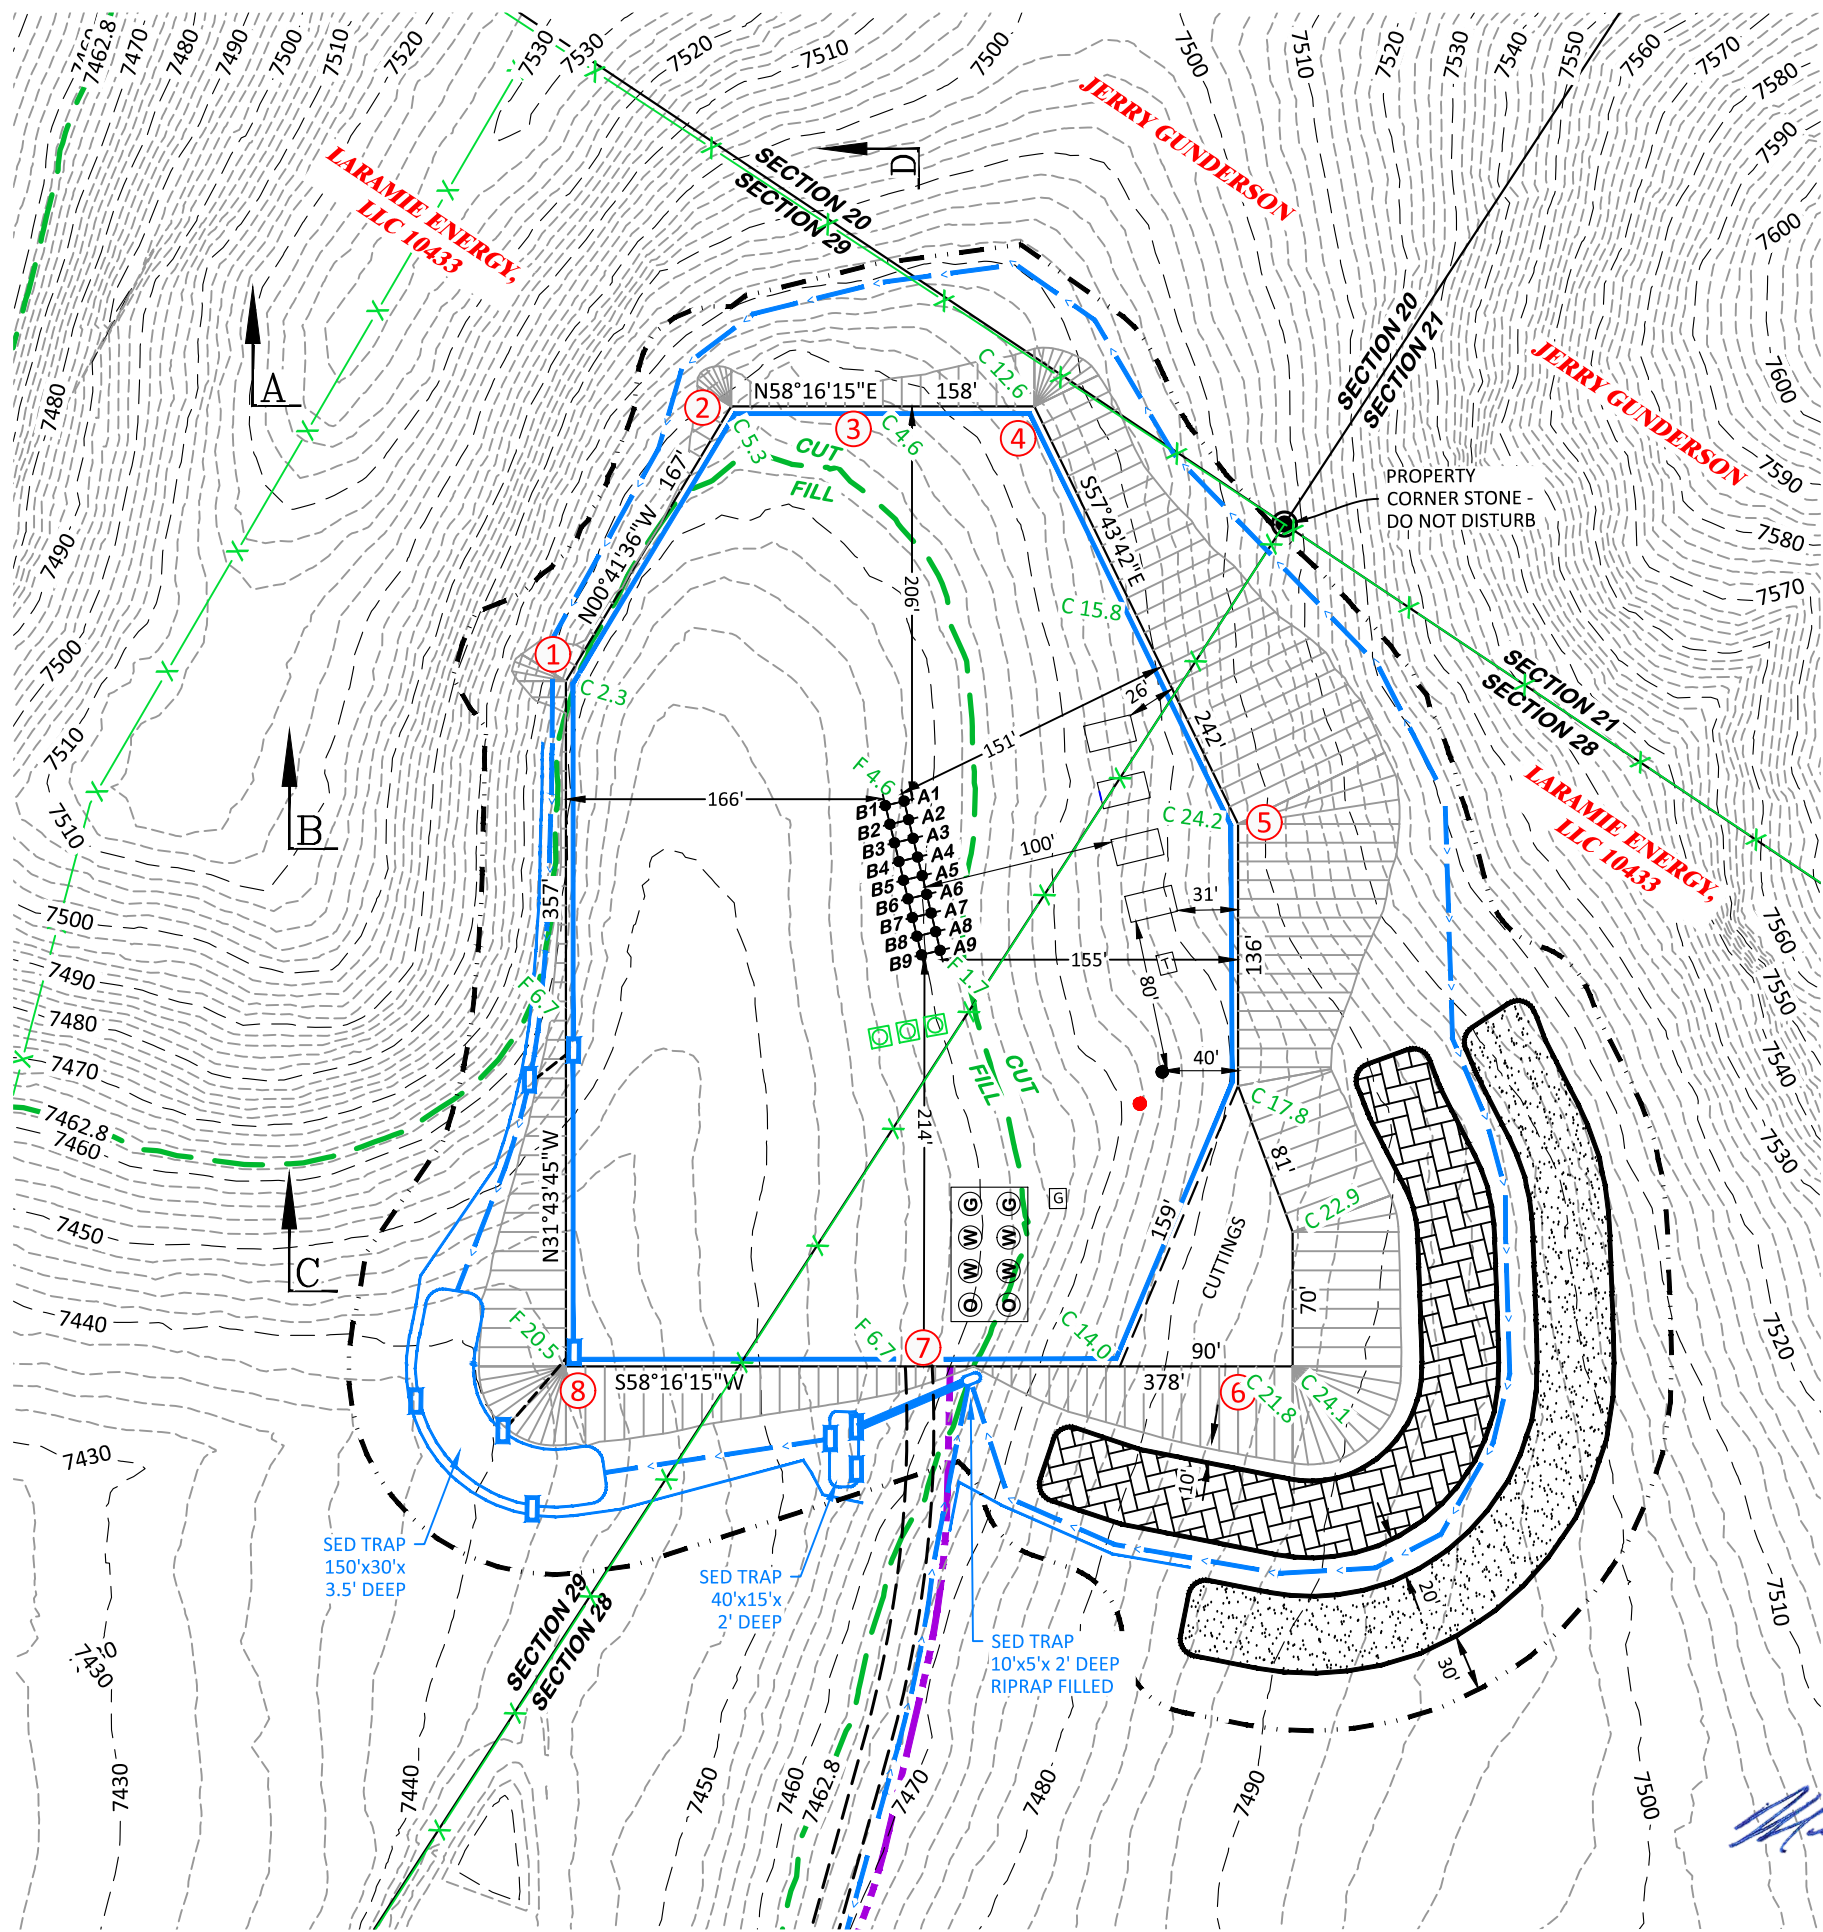 7462.8
7470
7480
7490
7500
7510
7520
7530
7530
7520
7510
7500
7500
7510
7520
7530
7540
7550
7560
7570
7580
7590
7600
7600
7590
7580
7570
LARAMIE ENERGY,
LLC 10433
JERRY GUNDERSON
JERRY GUNDERSON
SECTION 20
SECTION 29
D
A
SECTION 20
SECTION 21
PROPERTY
CORNER STONE -
DO NOT DISTURB
7480
7490
7500
7510
7510
2
N58°16'15"E
158'
C 12.6
3
4
C 5.3
C 4.6
CUT
FILL
167'
N00°41'36"W
S57°43'42"E
206'
C 15.8
1
C 2.3
SECTION 21
SECTION 28
LARAMIE ENERGY,
LLC 10433
26'
151'
242'
166'
F 4.6
C 24.2
5
B
B1
A1
B2
A2
B3
A3
B4
A4
B5
A5
B6
A6
B7
A7
B8
A8
B9
A9
100'
31'
357'
136'
155'
T
80'
F 1.7
F 6.7
40'
CUT
FILL
C 17.8
7500
7490
7480
7470
7462.8
7460
7450
7440
7430
7560
7550
7540
7530
7520
7510
7500
214'
81'
N31°43'45"W
C
G
G
G
W
W
W
W
O
O
C 22.9
159'
CUTTINGS
70'
F 20.5
F 6.7
7
C 14.0
90'
8
S58°16'15"W
378'
6
C 21.8
C 24.1
10'
20'
30'
SED TRAP
150'x30'x
3.5' DEEP
SED TRAP
40'x15'x
2' DEEP
SED TRAP
10'x5'x 2' DEEP
RIPRAP FILLED
SECTION 29
SECTION 28
7430
7430
7440
7450
7460
7462.8
7470
7480
7490